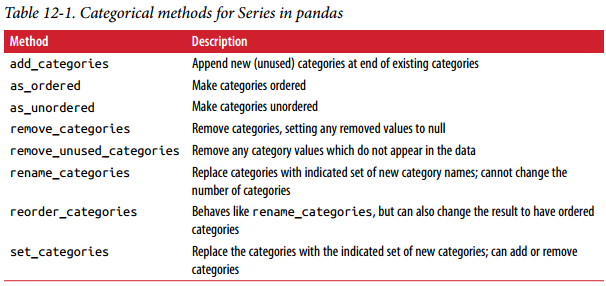 Table 12-1. Categorical methods for Series in pandas
Method Description
add_categories Append new (unused) categories at end of existing categories
as_ordered Make categories ordered
as_unordered Make categories unordered
remove_categories Remove categories, setting any removed values to null
remove_unused_categories Remove any category values which do not appear in the data
rename_categories Replace categories with indicated set of new category names; cannot change the
number of categories
reorder_categories Behaves like rename_categories, but can also change the result to have ordered
categories
set_categories Replace the categories with the indicated set of new categories; can add or remove
categories